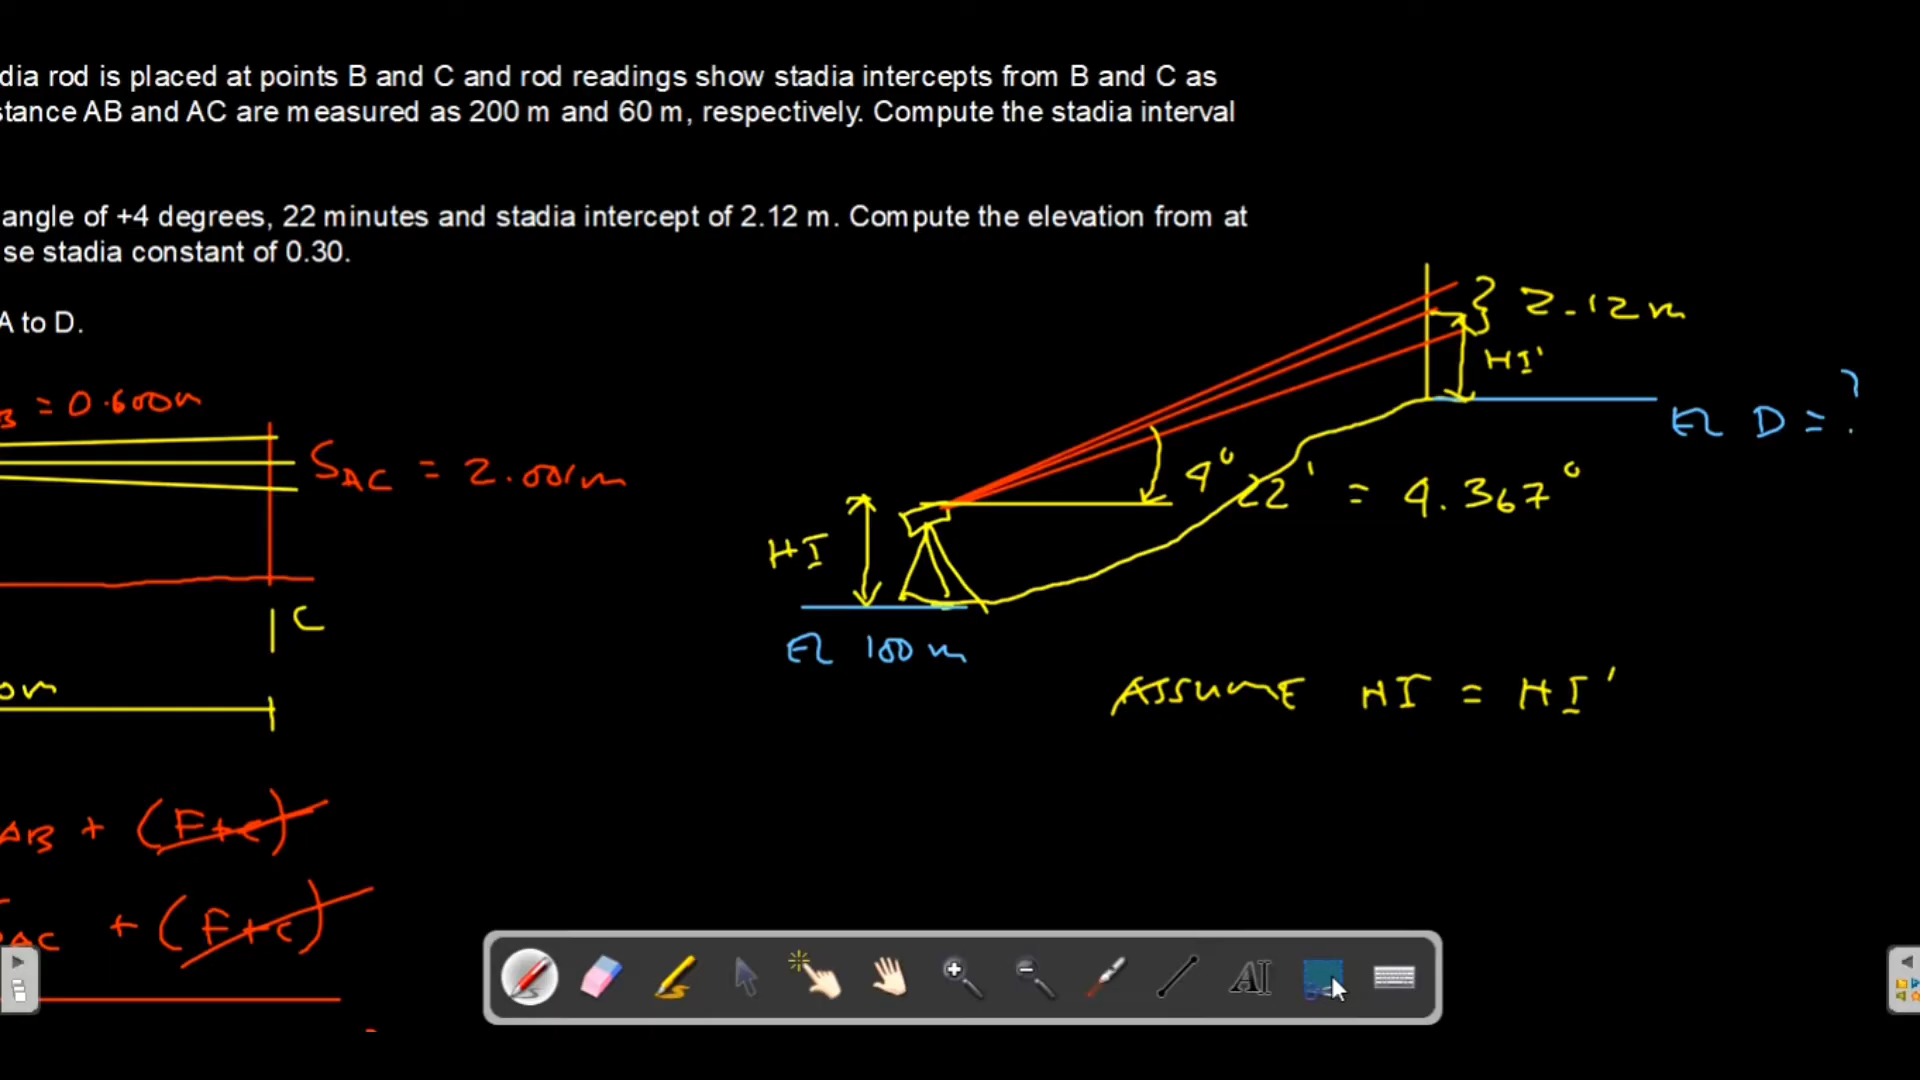 dia rod is placed at points B and C and rod readings show stadia intercepts from B and C as
stance AB and AC are measured as 200 m and 60 m, respectively. Compute the stadia interval
angle of +4 degrees, 22 minutes and stadia intercept of 2.12 m. Compute the elevation from at
se stadia constant of 0.30.
A to D.
B = 0.600m
S AC = 2.001m
C
0m
AB + (F+C)
SAC + (F+C)
2.12 m
HI'
El D = ?
4° 22' = 4.367°
HI
El 100 m
ASSUME HI = HI'
AI